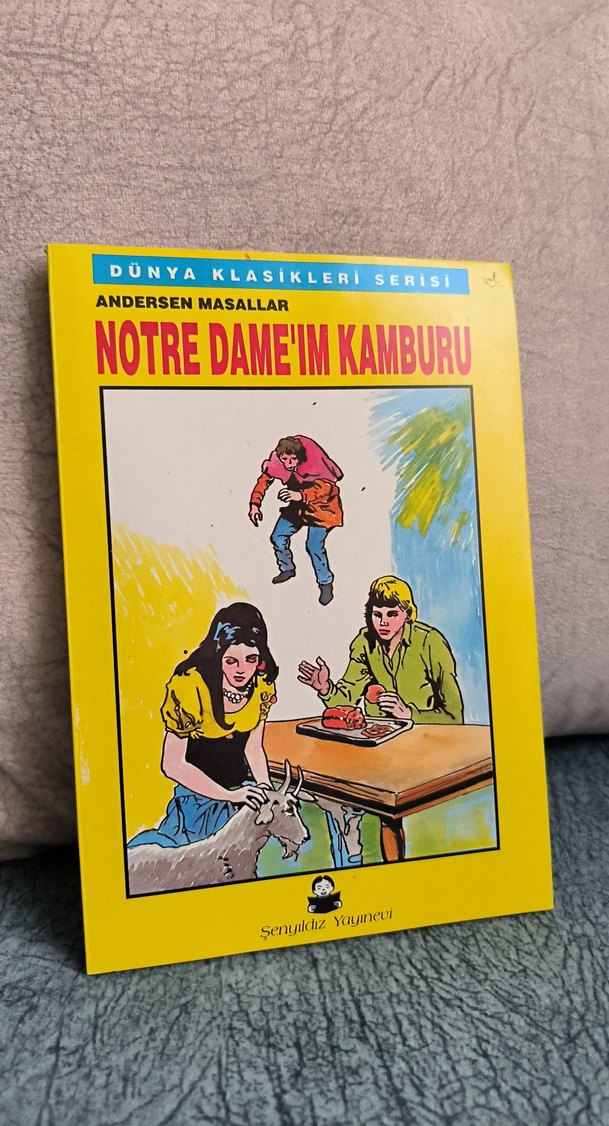 DÜNYA KLASİKLERİ SERİSİ
ANDERSEN MASALLAR
NOTRE DAME'IM KAMBURU
Şenyıldız Yayınevi